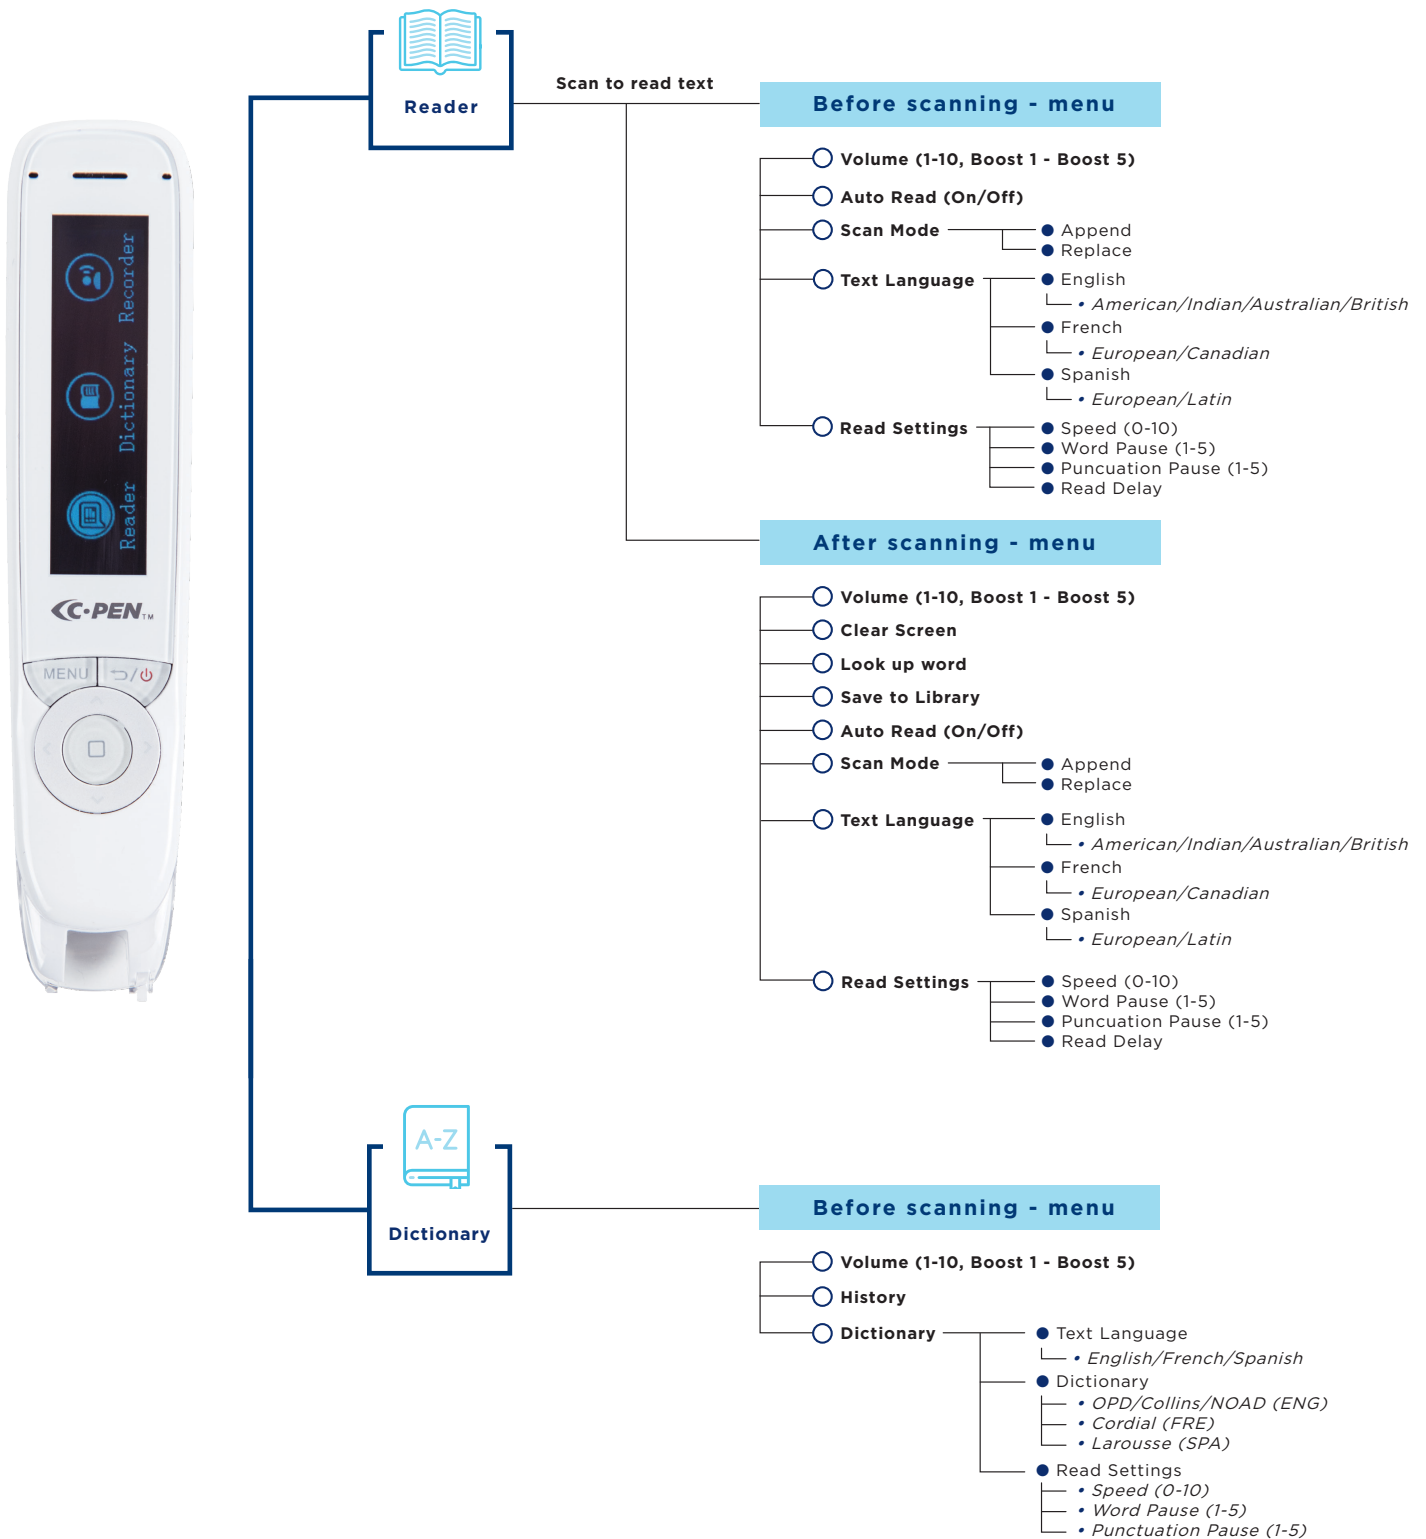 Reader
Scan to read text
Before scanning - menu
Volume (1-10, Boost 1 - Boost 5)
Auto Read (On/Off)
Scan Mode
Append
Replace
Text Language
English
• American/Indian/Australian/British
French
• European/Canadian
Spanish
• European/Latin
Read Settings
Speed (0-10)
Word Pause (1-5)
Puncuation Pause (1-5)
Read Delay
Reader Dictionary Recorder
C•PEN™
MENU
After scanning - menu
Volume (1-10, Boost 1 - Boost 5)
Clear Screen
Look up word
Save to Library
Auto Read (On/Off)
Scan Mode
Append
Replace
Text Language
English
• American/Indian/Australian/British
French
• European/Canadian
Spanish
• European/Latin
Read Settings
Speed (0-10)
Word Pause (1-5)
Puncuation Pause (1-5)
Read Delay
A-Z
Dictionary
Before scanning - menu
Volume (1-10, Boost 1 - Boost 5)
History
Dictionary
Text Language
• English/French/Spanish
Dictionary
• OPD/Collins/NOAD (ENG)
• Cordial (FRE)
• Larousse (SPA)
Read Settings
• Speed (0-10)
• Word Pause (1-5)
• Punctuation Pause (1-5)